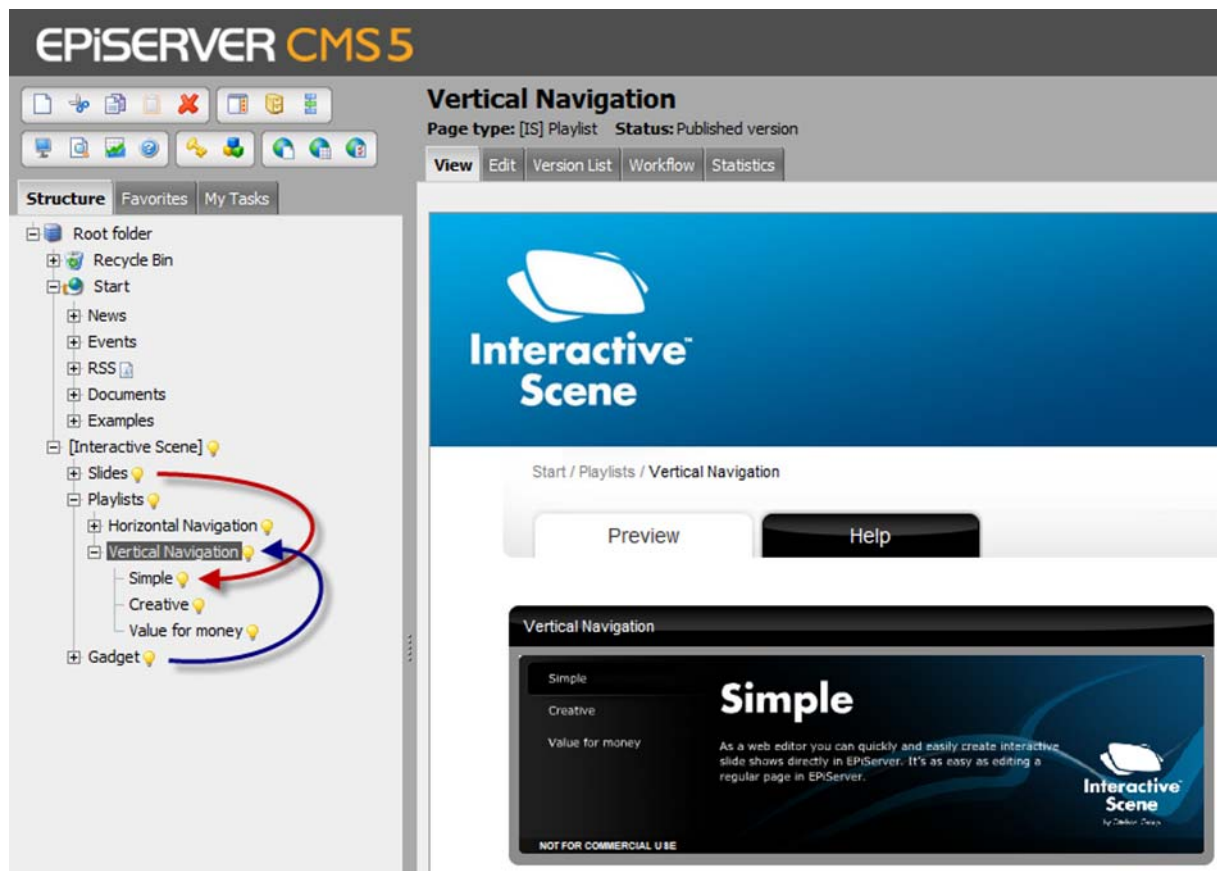 EPiSERVER CMS 5
Structure Favorites My Tasks
Root folder
Recycle Bin
Start
News
Events
RSS
Documents
Examples
[Interactive Scene]
Slides
Playlists
Horizontal Navigation
Vertical Navigation
Simple
Creative
Value for money
Gadget
Vertical Navigation
Page type: [IS] Playlist Status: Published version
View Edit Version List Workflow Statistics
Interactive™
Scene
Start / Playlists / Vertical Navigation
Preview Help
Vertical Navigation
Simple
Creative
Value for money
NOT FOR COMMERCIAL USE
Simple
As a web editor you can quickly and easily create interactive
slide shows directly in EPiServer. It's as easy as editing a
regular page in EPiServer.
Interactive™
Scene